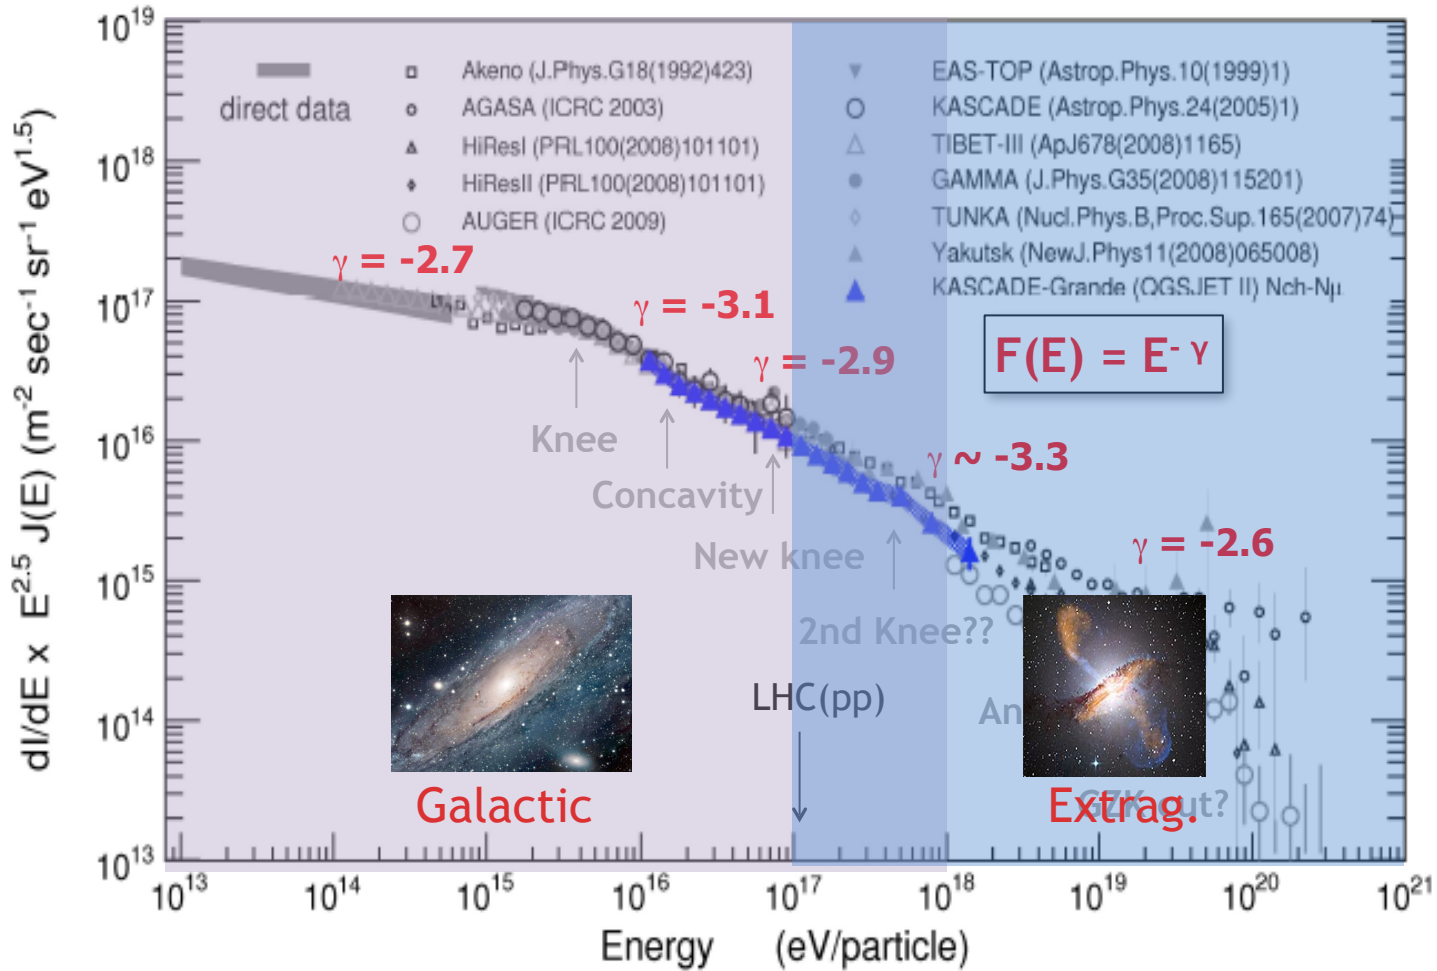 10^19
10^18
10^17
10^16
10^15
10^14
10^13
dI/dE x E^2.5 J(E) (m^-2 sec^-1 sr^-1 eV^1.5)
direct data
Akeno (J.Phys.G18(1992)423)
AGASA (ICRC 2003)
HiResI (PRL100(2008)101101)
HiResII (PRL100(2008)101101)
AUGER (ICRC 2009)
EAS-TOP (Astrop.Phys.10(1999)1)
KASCADE (Astrop.Phys.24(2005)1)
TIBET-III (ApJ678(2008)1165)
GAMMA (J.Phys.G35(2008)115201)
TUNKA (Nucl.Phys.B,Proc.Sup.165(2007)74)
Yakutsk (NewJ.Phys11(2008)065008)
KASCADE-Grande (QGSJET II) Nch-Nμ
γ = -2.7
γ = -3.1
γ = -2.9
F(E) = E^- γ
γ ~ -3.3
γ = -2.6
Knee
Concavity
New knee
2nd Knee??
LHC(pp)
Galactic
Extrag.
GZK cut?
10^13 10^14 10^15 10^16 10^17 10^18 10^19 10^20 10^21
Energy (eV/particle)